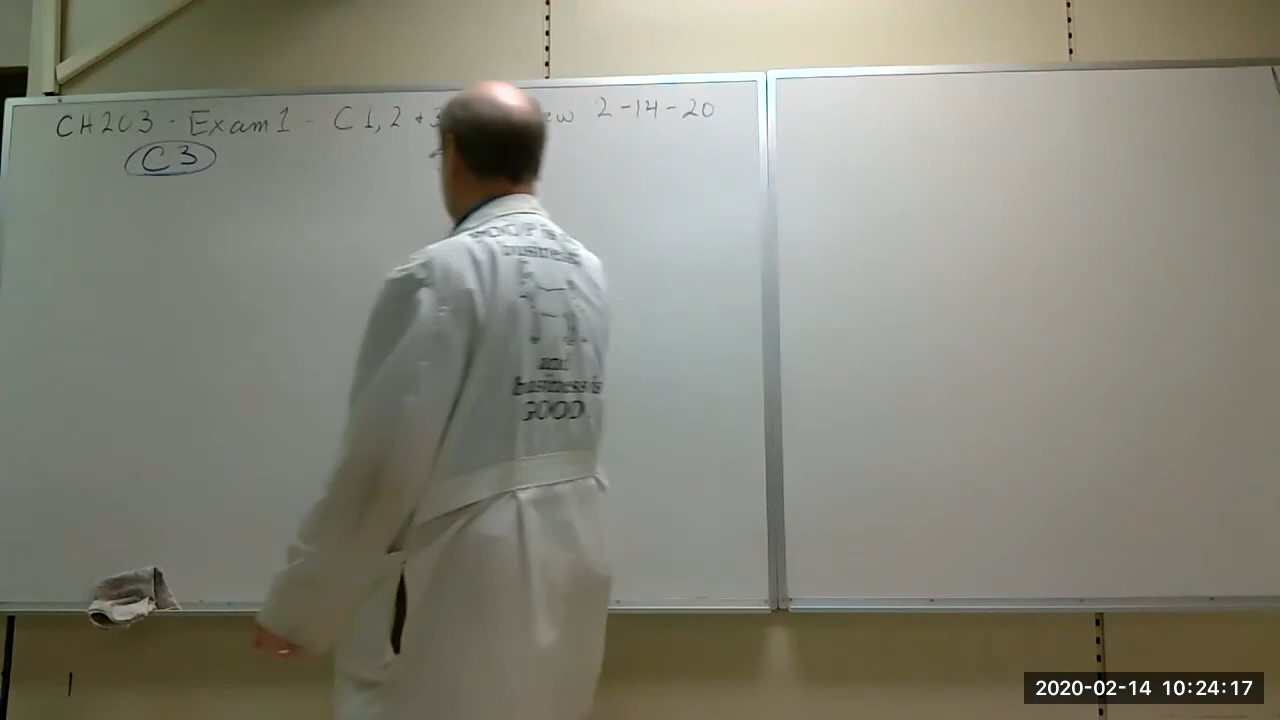 CH203 - Exam 1 - C1, 2 + 3 ew 2-14-20
C3
business
and
business is
GOOD
2020-02-14 10:24:17